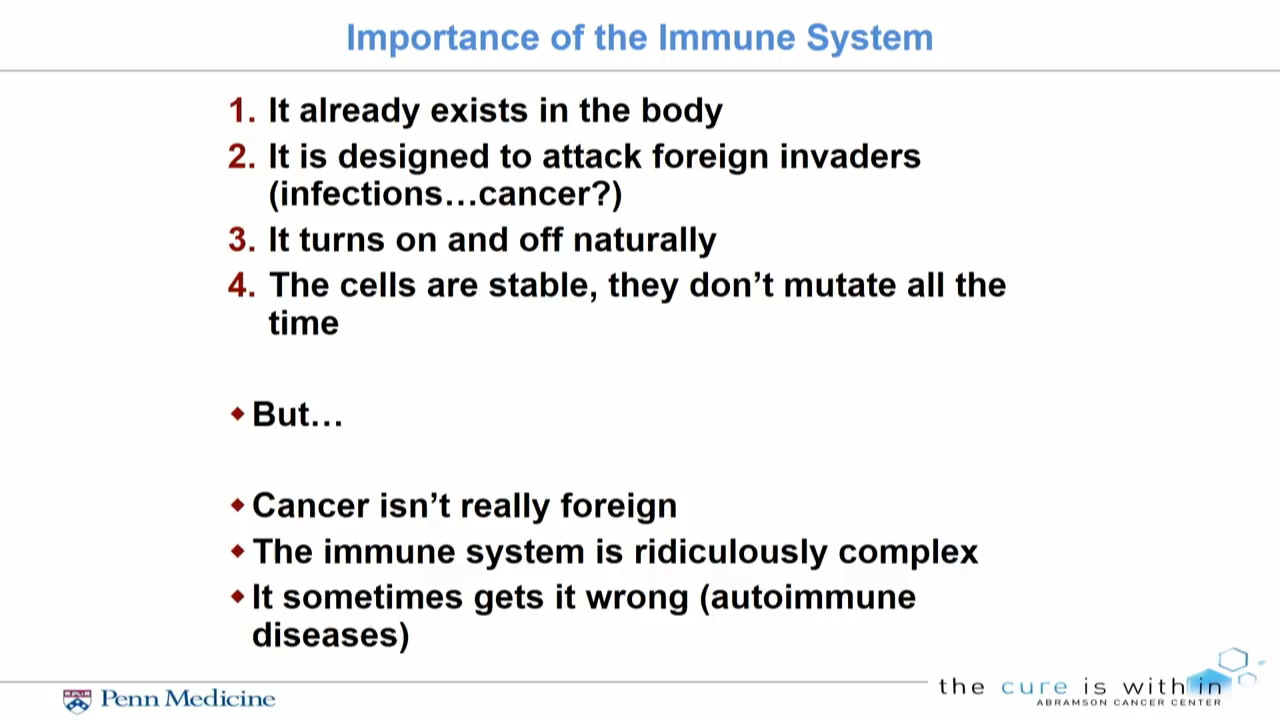 Importance of the Immune System
1. It already exists in the body
2. It is designed to attack foreign invaders
(infections…cancer?)
3. It turns on and off naturally
4. The cells are stable, they don’t mutate all the
time
But…
Cancer isn’t really foreign
The immune system is ridiculously complex
It sometimes gets it wrong (autoimmune
diseases)
Penn Medicine
the cure is within
ABRAMSON CANCER CENTER